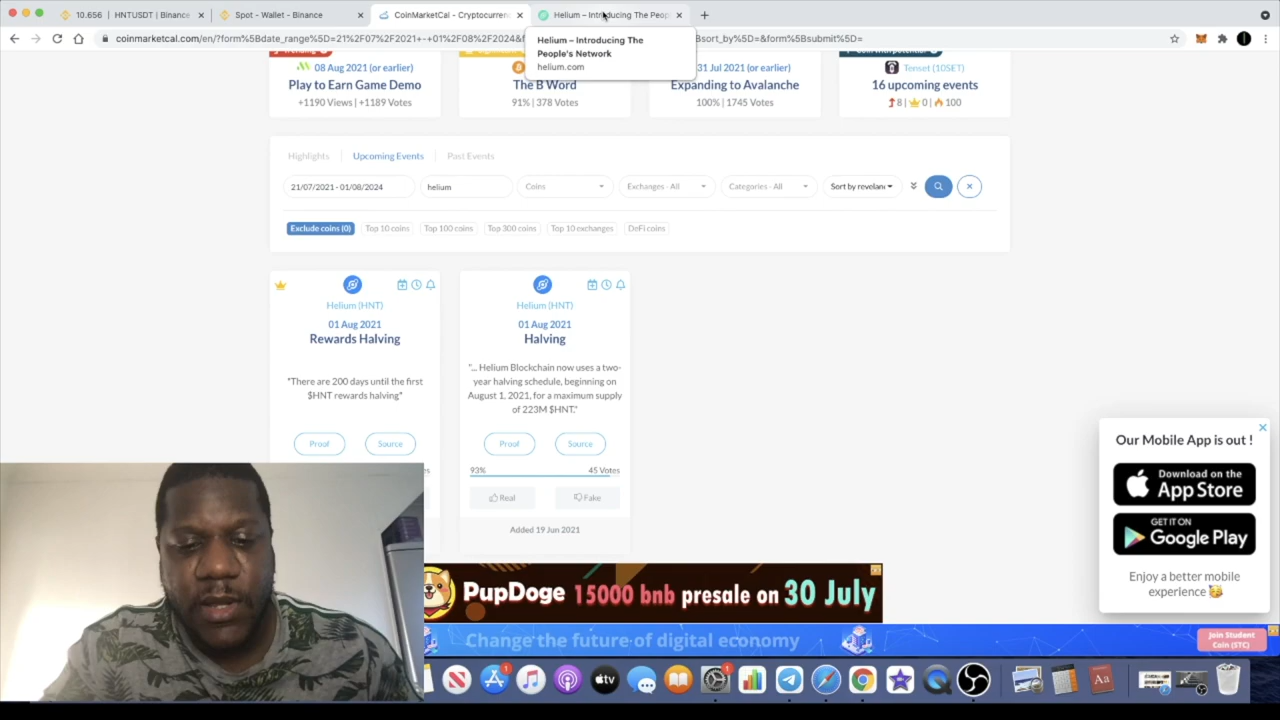 10.656 | HNTUSDT | Binance
Spot - Wallet - Binance
CoinMarketCal - Cryptocurren
Helium – Introducing The Peop
coinmarketcal.com/en/?form%5Bdate_range%5D=21%2F07%2F2021+-+01%2F08%2F2024&f
sort_by%5D=&form%5Bsubmit%5D=
Helium – Introducing The
People's Network
helium.com
Trending
08 Aug 2021 (or earlier)
Play to Earn Game Demo
+1190 Views | +1189 Votes
The B Word
91% | 378 Votes
31 Jul 2021 (or earlier)
Expanding to Avalanche
100% | 1745 Votes
Tenset (10SET)
16 upcoming events
8 | 0 | 100
Highlights
Upcoming Events
Past Events
21/07/2021 - 01/08/2024
helium
Coins
Exchanges - All
Categories - All
Sort by revelanc
Exclude coins (0)
Top 10 coins
Top 100 coins
Top 300 coins
Top 10 exchanges
DeFi coins
Helium (HNT)
01 Aug 2021
Rewards Halving
"There are 200 days until the first
$HNT rewards halving"
Proof
Source
Helium (HNT)
01 Aug 2021
Halving
"... Helium Blockchain now uses a two-
year halving schedule, beginning on
August 1, 2021, for a maximum supply
of 223M $HNT."
Proof
Source
93%
45 Votes
Real
Fake
Added 19 Jun 2021
Our Mobile App is out !
Download on the
App Store
GET IT ON
Google Play
Enjoy a better mobile
experience
PupDoge 15000 bnb presale on 30 July
Change the future of digital economy
Join Student
Coin (STC)
1
tv
1